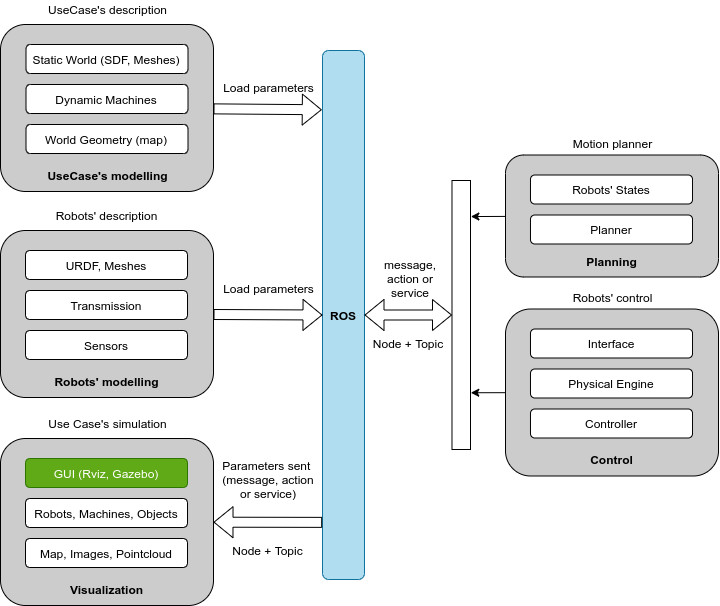 UseCase's description
Static World (SDF, Meshes)
Dynamic Machines
World Geometry (map)
UseCase's modelling
Load parameters
Robots' description
URDF, Meshes
Transmission
Sensors
Robots' modelling
Load parameters
Use Case's simulation
GUI (Rviz, Gazebo)
Robots, Machines, Objects
Map, Images, Pointcloud
Visualization
Parameters sent
(message, action
or service)
Node + Topic
ROS
message,
action or
service
Node + Topic
Motion planner
Robots' States
Planner
Planning
Robots' control
Interface
Physical Engine
Controller
Control